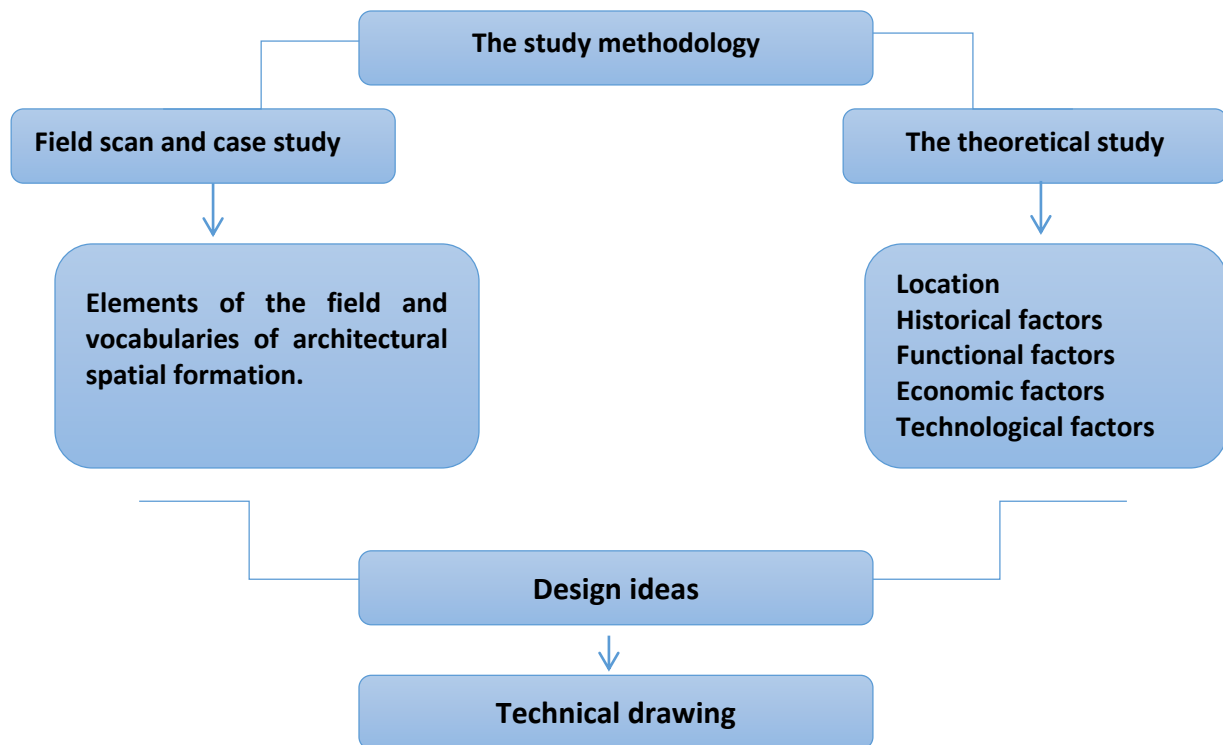 The study methodology
Field scan and case study
The theoretical study
Elements of the field and
vocabularies of architectural
spatial formation.
Location
Historical factors
Functional factors
Economic factors
Technological factors
Design ideas
Technical drawing